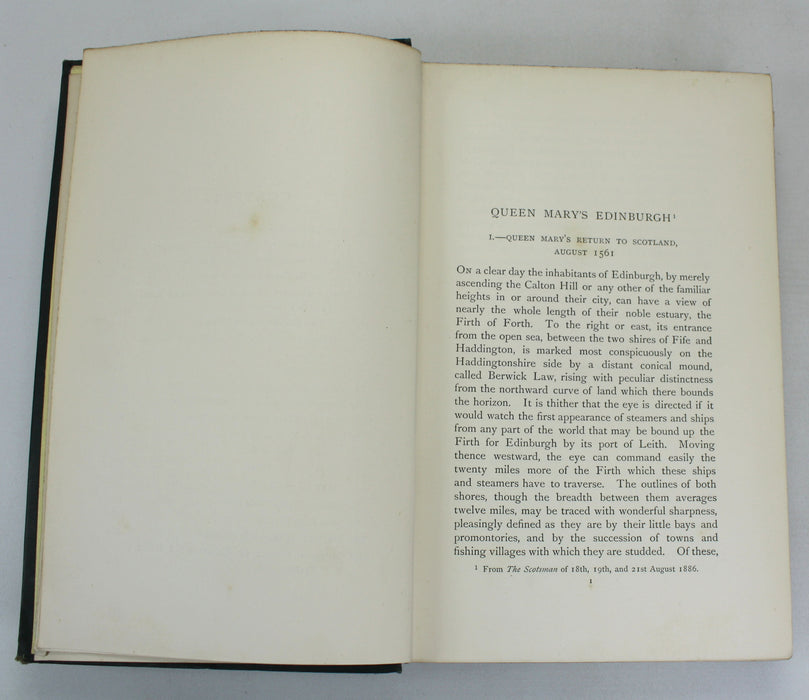 QUEEN MARY'S EDINBURGH¹
I.—QUEEN MARY'S RETURN TO SCOTLAND,
AUGUST 1561
ON a clear day the inhabitants of Edinburgh, by merely
ascending the Calton Hill or any other of the familiar
heights in or around their city, can have a view of
nearly the whole length of their noble estuary, the
Firth of Forth. To the right or east, its entrance
from the open sea, between the two shires of Fife and
Haddington, is marked most conspicuously on the
Haddingtonshire side by a distant conical mound,
called Berwick Law, rising with peculiar distinctness
from the northward curve of land which there bounds
the horizon. It is thither that the eye is directed if it
would watch the first appearance of steamers and ships
from any part of the world that may be bound up the
Firth for Edinburgh by its port of Leith. Moving
thence westward, the eye can command easily the
twenty miles more of the Firth which these ships
and steamers have to traverse. The outlines of both
shores, though the breadth between them averages
twelve miles, may be traced with wonderful sharpness,
pleasingly defined as they are by their little bays and
promontories, and by the succession of towns and
fishing villages with which they are studded. Of these,
¹ From The Scotsman of 18th, 19th, and 21st August 1886.
1